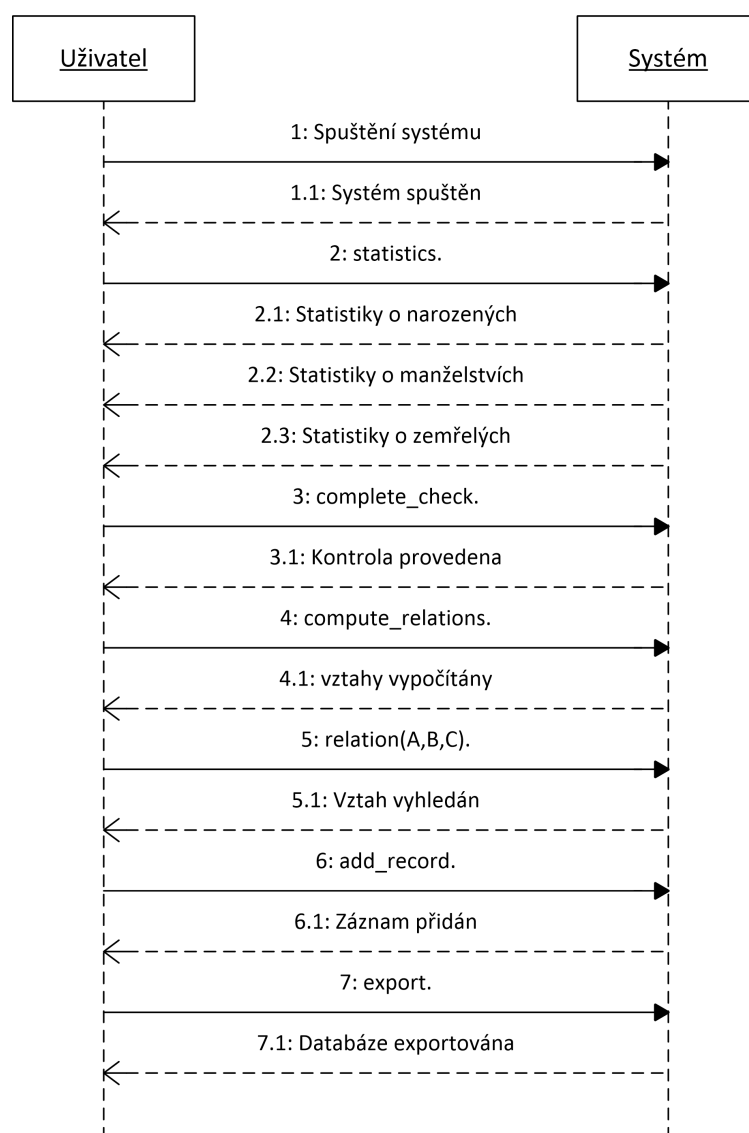 Uživatel
Systém
1: Spuštění systému
1.1: Systém spuštěn
2: statistics.
2.1: Statistiky o narozených
2.2: Statistiky o manželstvích
2.3: Statistiky o zemřelých
3: complete_check.
3.1: Kontrola provedena
4: compute_relations.
4.1: vztahy vypočítány
5: relation(A,B,C).
5.1: Vztah vyhledán
6: add_record.
6.1: Záznam přidán
7: export.
7.1: Databáze exportována